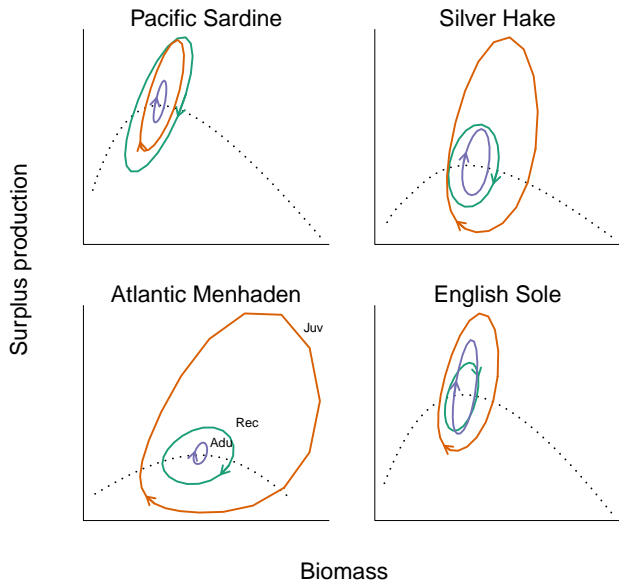 Pacific Sardine
Silver Hake
Surplus production
Atlantic Menhaden
English Sole
Juv
Rec
Adu
Biomass